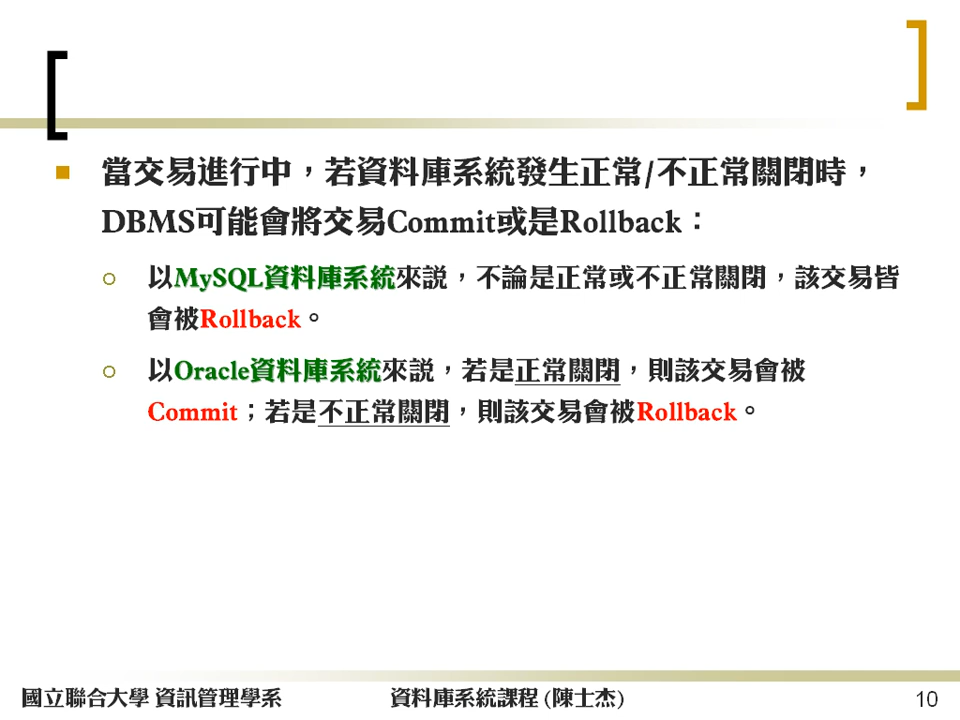 當交易進行中，若資料庫系統發生正常/不正常關閉時，
DBMS可能會將交易Commit或是Rollback：
以MySQL資料庫系統來說，不論是正常或不正常關閉，該交易皆
會被Rollback。
以Oracle資料庫系統來說，若是正常關閉，則該交易會被
Commit；若是不正常關閉，則該交易會被Rollback。
國立聯合大學 資訊管理學系 資料庫系統課程 (陳士杰) 10